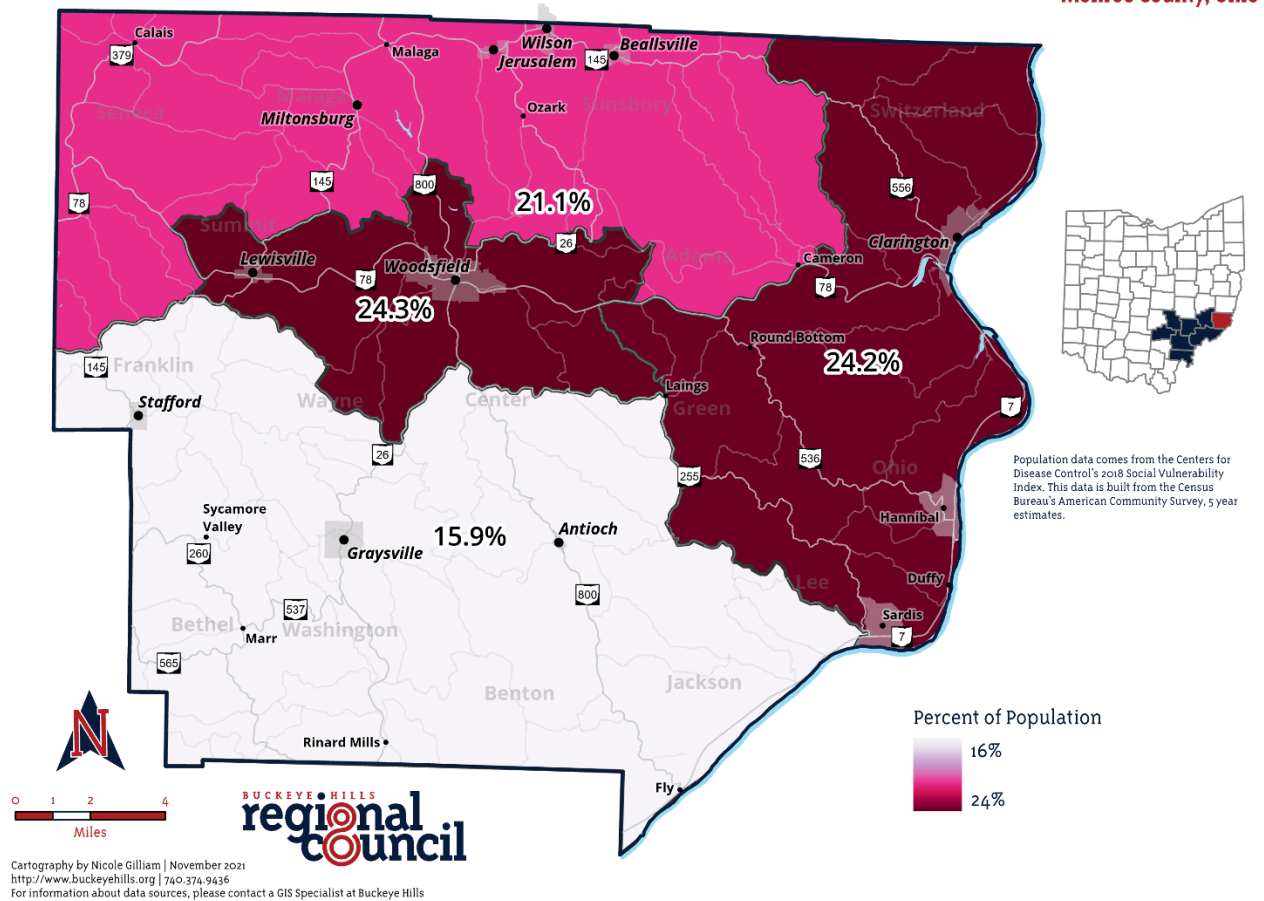 Monroe County, Ohio
Calais
379
Malaga
Wilson
Jerusalem
145
Beallsville
Seneca
Malaga
Miltonsburg
Ozark
Sunsbury
Switzerland
145
800
556
78
21.1%
Summit
26
Clarington
Lewisville
78
Woodsfield
Adams
Cameron
78
24.3%
Round Bottom
24.2%
145
Franklin
Laings
Stafford
Wayne
Center
Green
7
26
255
536
Ohio
Population data comes from the Centers for
Disease Control's 2018 Social Vulnerability
Index. This data is built from the Census
Bureau's American Community Survey, 5 year
estimates.
Sycamore
Valley
260
Graysville
15.9%
Antioch
Hannibal
800
Duffy
Lee
537
Bethel
Marr
Washington
Sardis
7
565
Benton
Jackson
Rinard Mills
Fly
Percent of Population
16%
24%
N
0 1 2 4
Miles
BUCKEYE HILLS
regional
council
Cartography by Nicole Gilliam | November 2021
http://www.buckeyehills.org | 740.374.9436
For information about data sources, please contact a GIS Specialist at Buckeye Hills